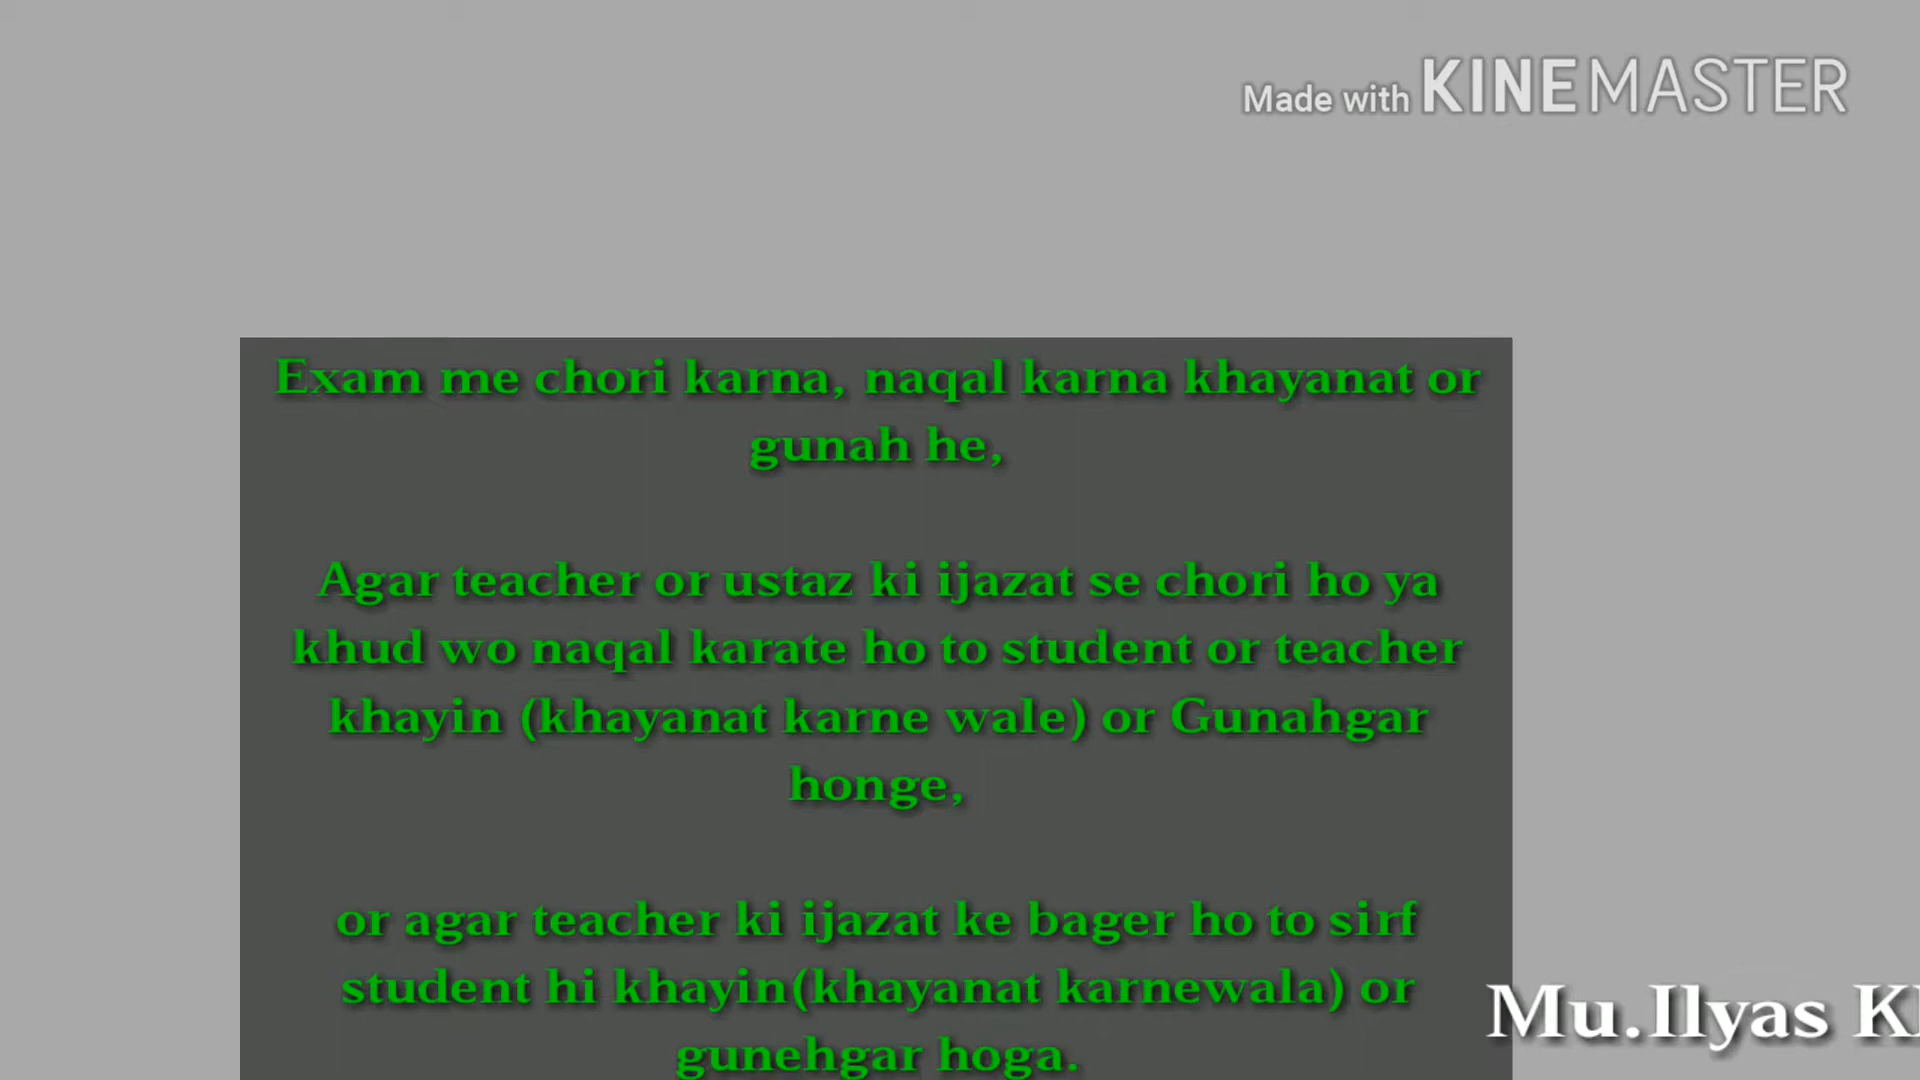 Made with KINEMASTER
Exam me chori karna, naqal karna khayanat or
gunah he,
Agar teacher or ustaz ki ijazat se chori ho ya
khud wo naqal karate ho to student or teacher
khayin (khayanat karne wale) or Gunahgar
honge,
or agar teacher ki ijazat ke bager ho to sirf
student hi khayin(khayanat karnewala) or
gunehgar hoga.
Mu.Ilyas